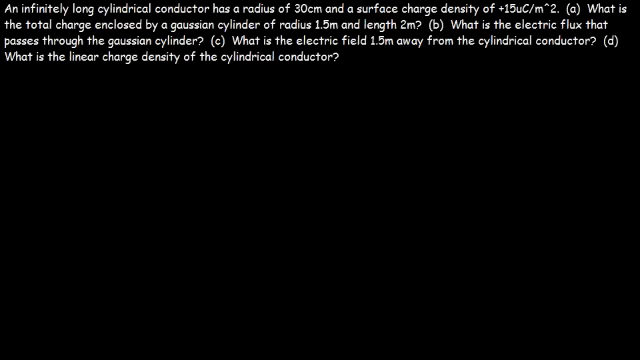 An infinitely long cylindrical conductor has a radius of 30cm and a surface charge density of +15uC/m^2.  (a)  What is
the total charge enclosed by a gaussian cylinder of radius 1.5m and length 2m?  (b)  What is the electric flux that
passes through the gaussian cylinder?  (c)  What is the electric field 1.5m away from the cylindrical conductor?  (d)
What is the linear charge density of the cylindrical conductor?